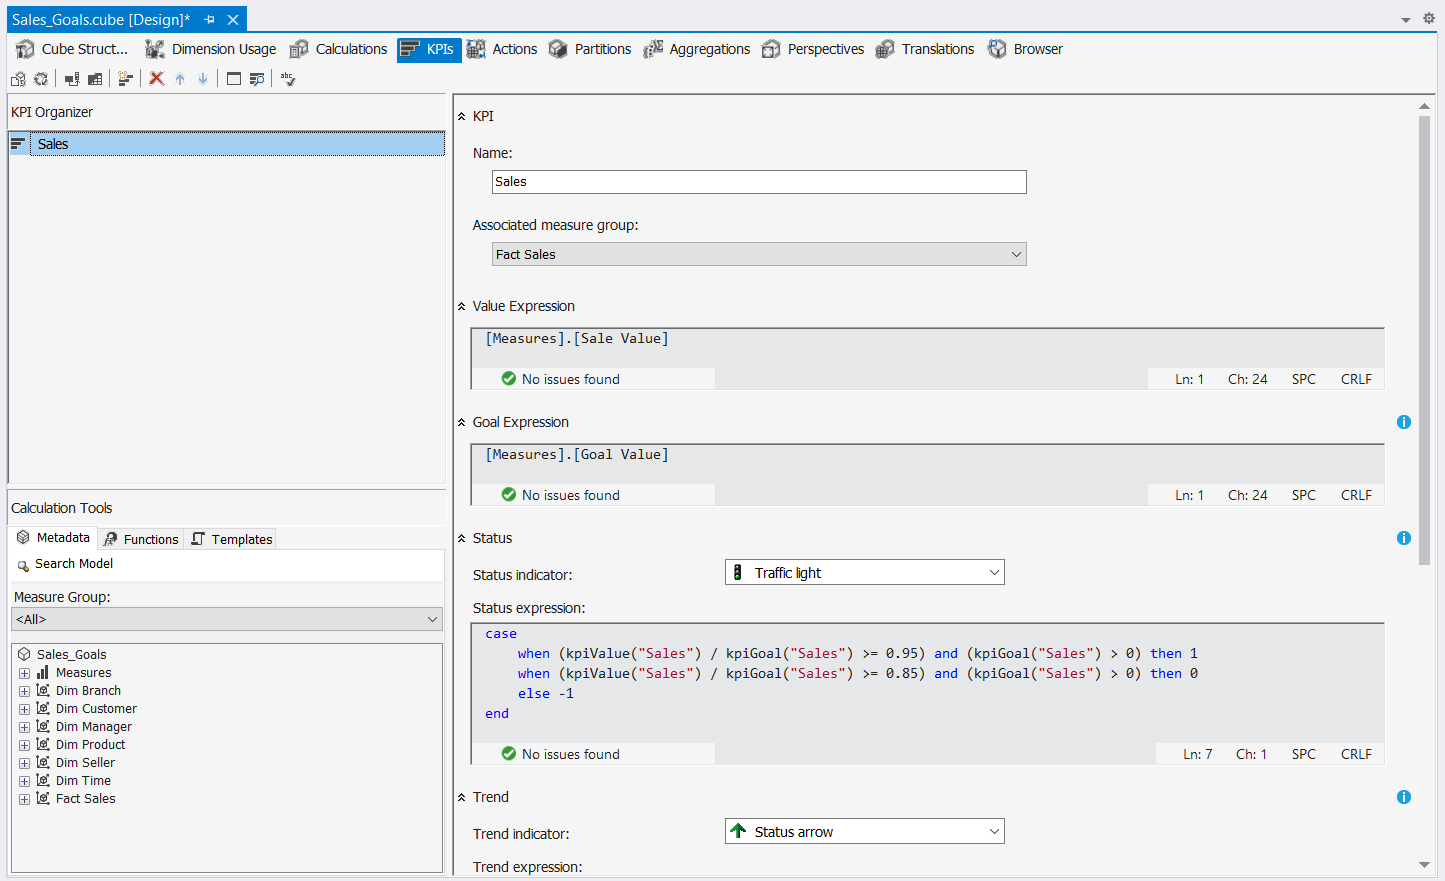 Sales_Goals.cube [Design]*
Cube Struct... Dimension Usage Calculations KPIs Actions Partitions Aggregations Perspectives Translations Browser
abc
KPI Organizer
Sales
Calculation Tools
Metadata Functions Templates
Search Model
Measure Group:
<All>
Sales_Goals
Measures
Dim Branch
Dim Customer
Dim Manager
Dim Product
Dim Seller
Dim Time
Fact Sales
KPI
Name:
Sales
Associated measure group:
Fact Sales
Value Expression
[Measures].[Sale Value]
No issues found Ln: 1 Ch: 24 SPC CRLF
Goal Expression
[Measures].[Goal Value]
No issues found Ln: 1 Ch: 24 SPC CRLF
Status
Status indicator: Traffic light
Status expression:
case
when (kpiValue("Sales") / kpiGoal("Sales") >= 0.95) and (kpiGoal("Sales") > 0) then 1
when (kpiValue("Sales") / kpiGoal("Sales") >= 0.85) and (kpiGoal("Sales") > 0) then 0
else -1
end
No issues found Ln: 7 Ch: 1 SPC CRLF
Trend
Trend indicator: Status arrow
Trend expression: